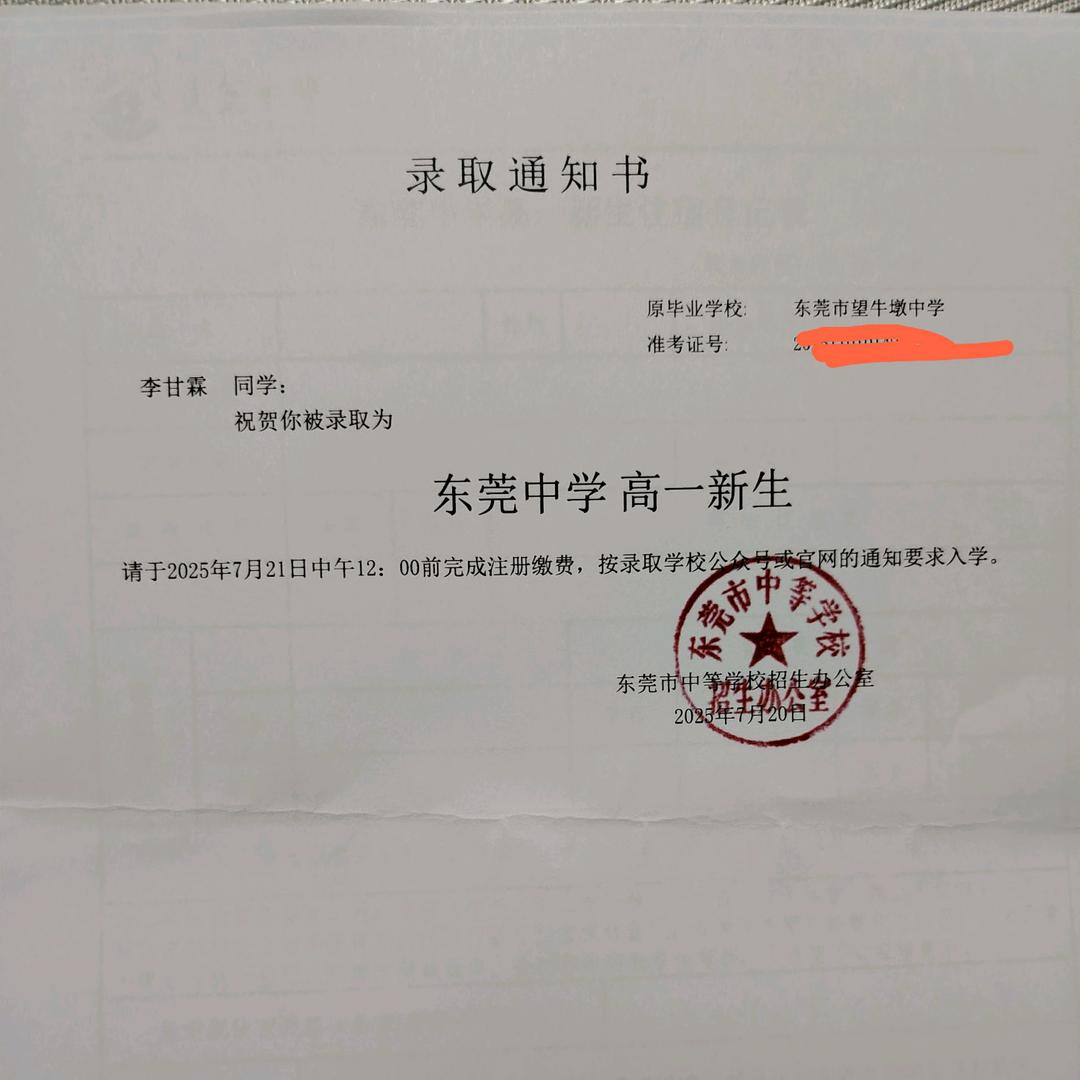 录取通知书
原毕业学校: 东莞市望牛墩中学
准考证号:
李甘霖 同学:
祝贺你被录取为
东莞中学 高一新生
请于2025年7月21日中午12：00前完成注册缴费，按录取学校公众号或官网的通知要求入学。
东莞市中等学校
招生办公室
东莞市中等学校招生办公室
2025年7月20日